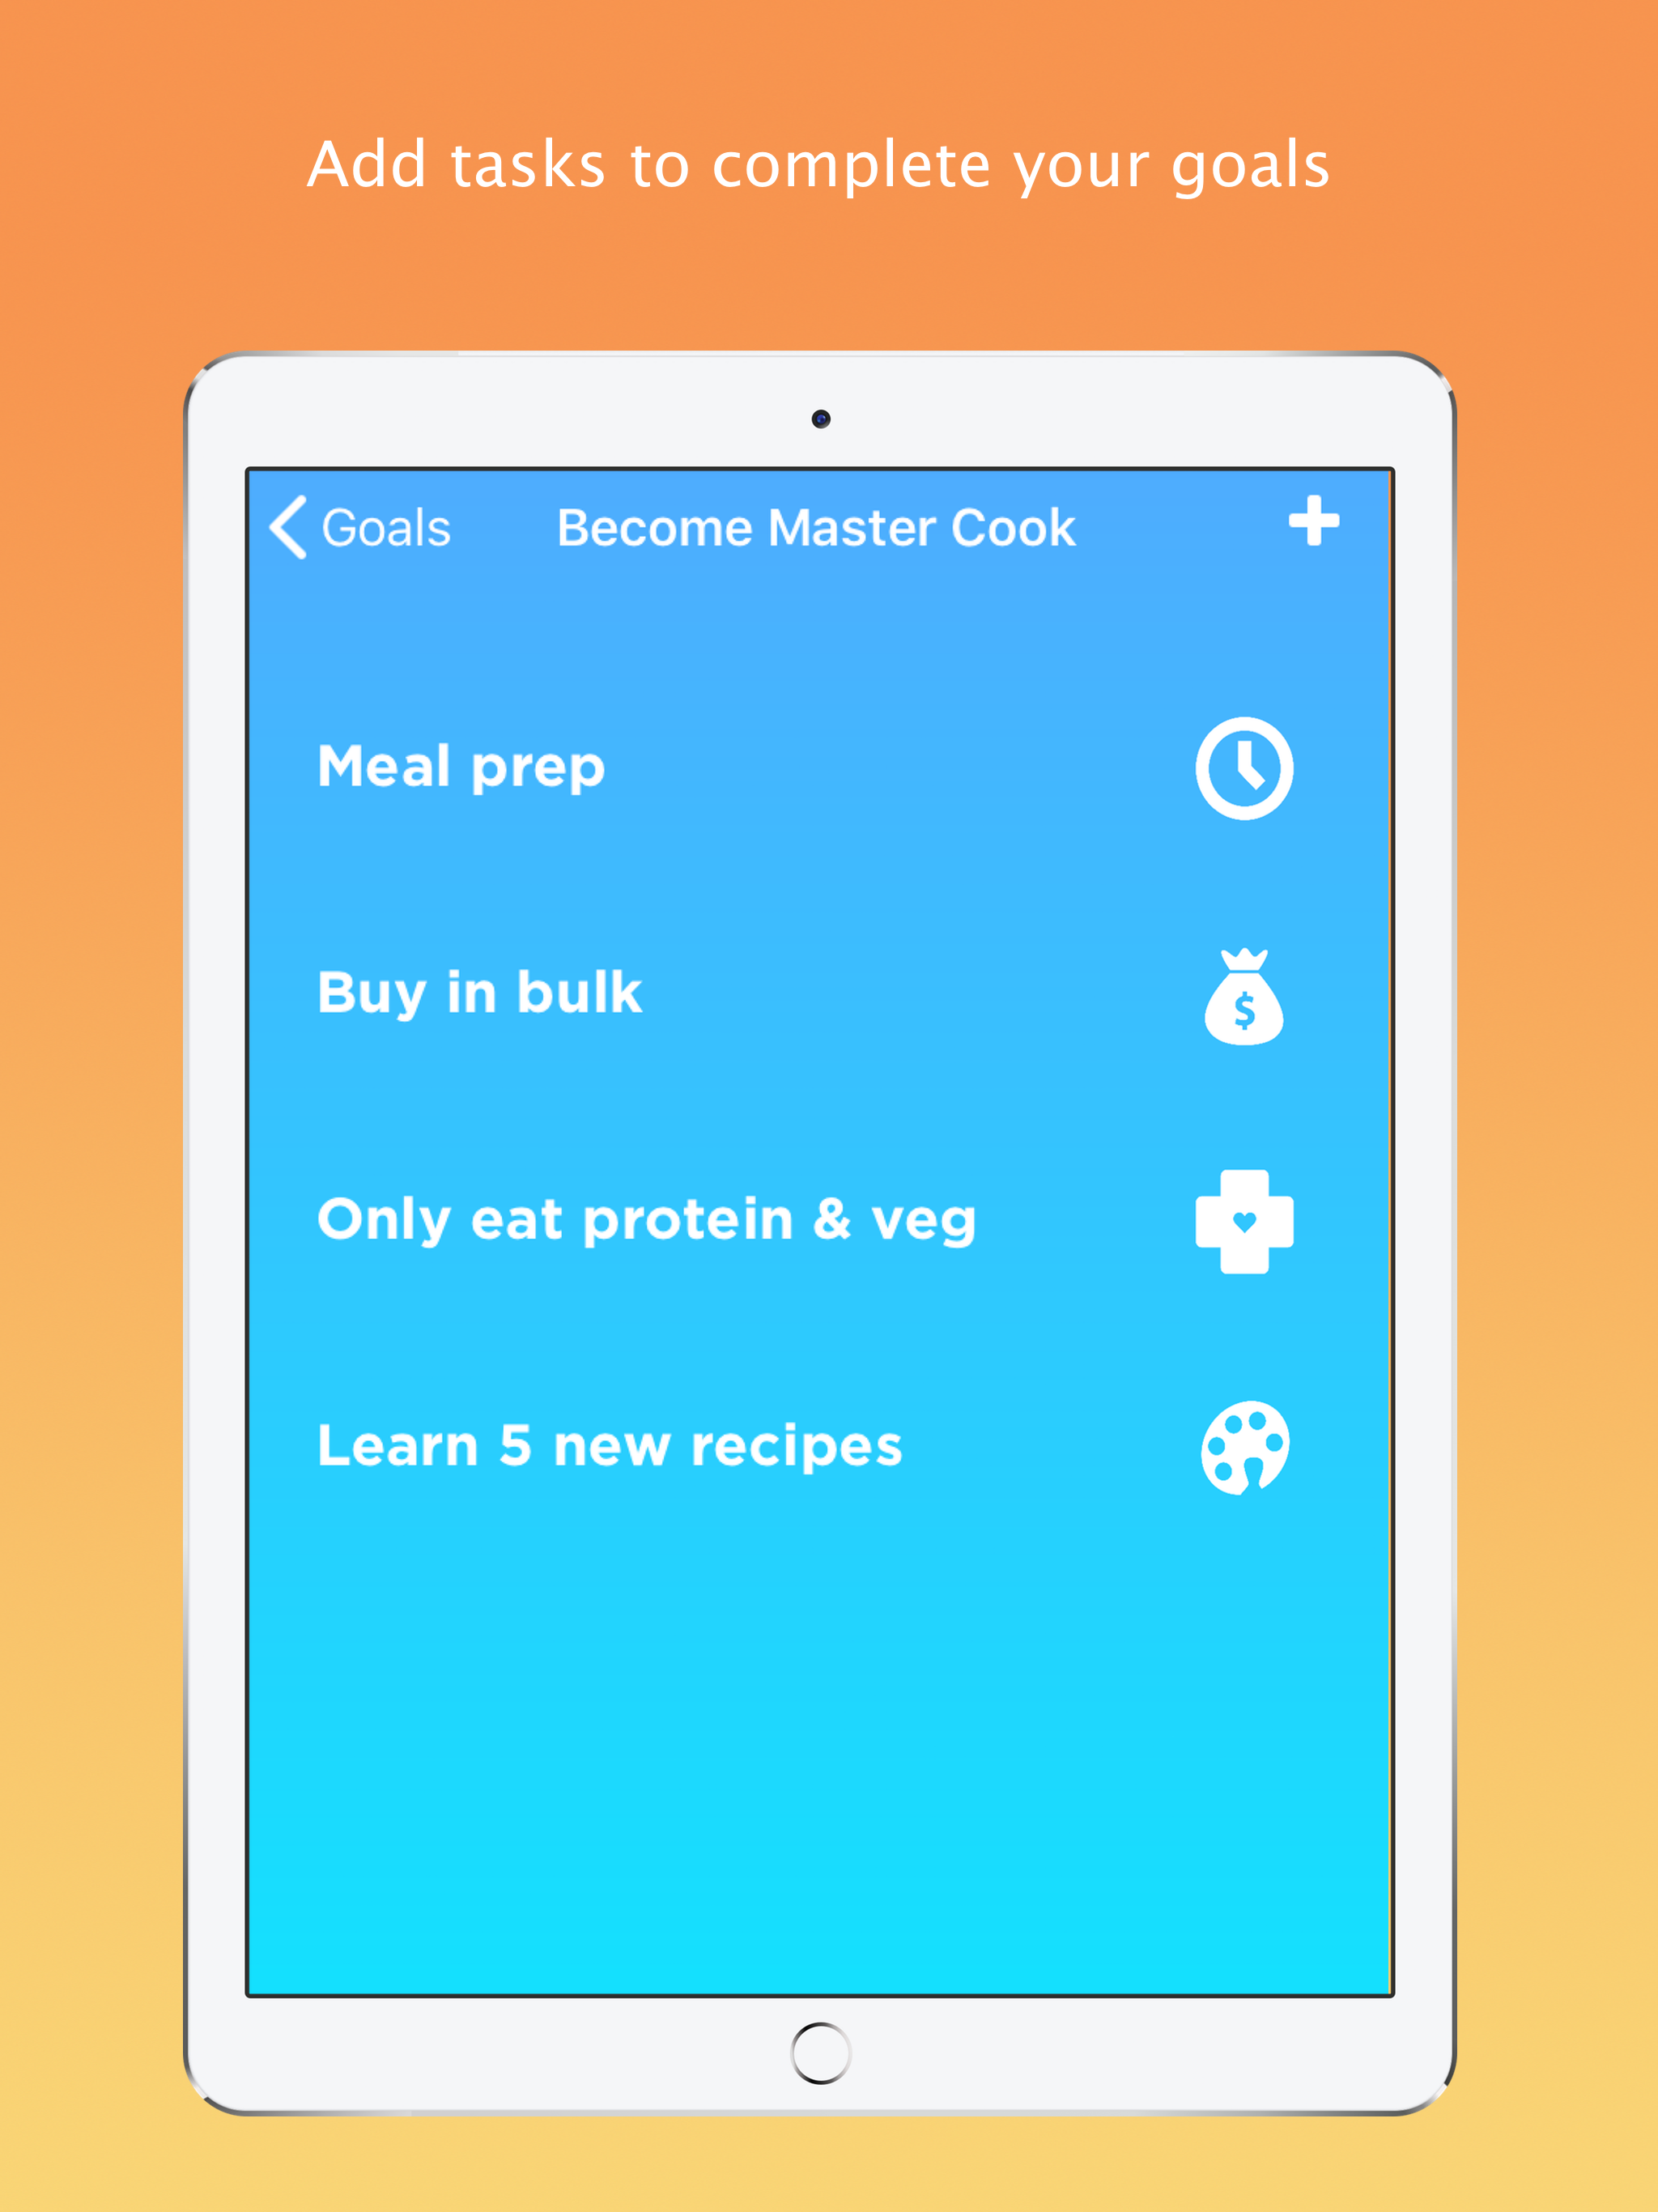 Add tasks to complete your goals
Goals
Become Master Cook
Meal prep
Buy in bulk
$
Only eat protein & veg
Learn 5 new recipes